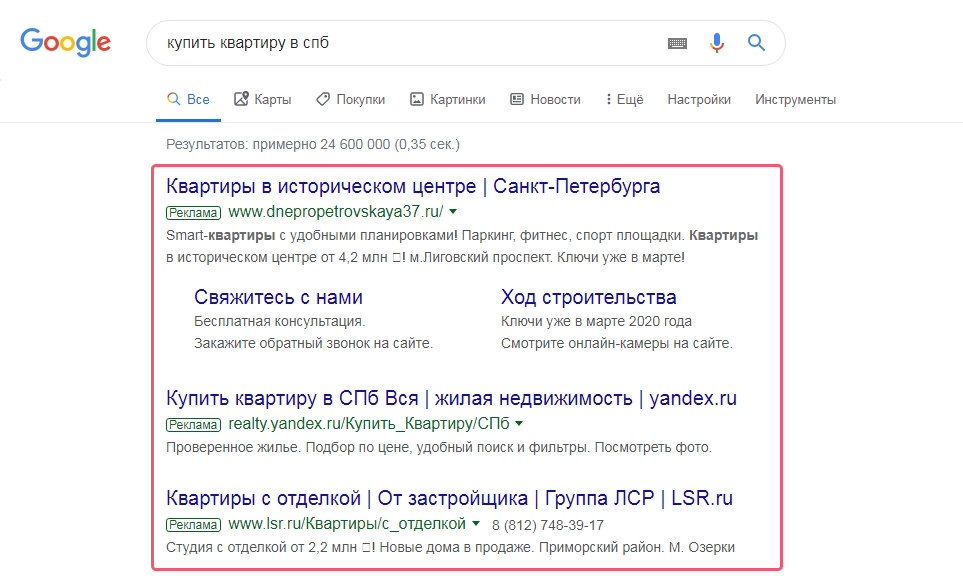 Google
купить квартиру в спб
Все Карты Покупки Картинки Новости Ещё Настройки Инструменты
Результатов: примерно 24 600 000 (0,35 сек.)
Квартиры в историческом центре | Санкт-Петербурга
Реклама www.dnepropetrovskaya37.ru/
Smart-квартиры с удобными планировками! Паркинг, фитнес, спорт площадки. Квартиры
в историческом центре от 4,2 млн ▯! м.Лиговский проспект. Ключи уже в марте!
Свяжитесь с нами Ход строительства
Бесплатная консультация. Ключи уже в марте 2020 года
Закажите обратный звонок на сайте. Смотрите онлайн-камеры на сайте.
Купить квартиру в СПб Вся | жилая недвижимость | yandex.ru
Реклама realty.yandex.ru/Купить_Квартиру/СПб
Проверенное жилье. Подбор по цене, удобный поиск и фильтры. Посмотреть фото.
Квартиры с отделкой | От застройщика | Группа ЛСР | LSR.ru
Реклама www.lsr.ru/Квартиры/с_отделкой 8 (812) 748-39-17
Студия с отделкой от 2,2 млн ▯! Новые дома в продаже. Приморский район. М. Озерки